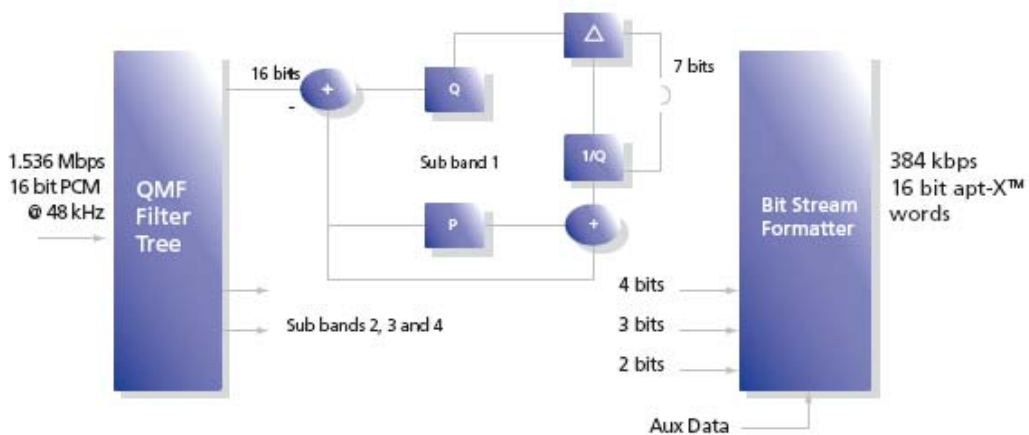 1.536 Mbps
16 bit PCM
@ 48 kHz
QMF
Filter
Tree
16 bits
+
-
+
Q
△
7 bits
Sub band 1
1/Q
P
+
Sub bands 2, 3 and 4
4 bits
3 bits
2 bits
Aux Data
Bit Stream
Formatter
384 kbps
16 bit apt-X™
words